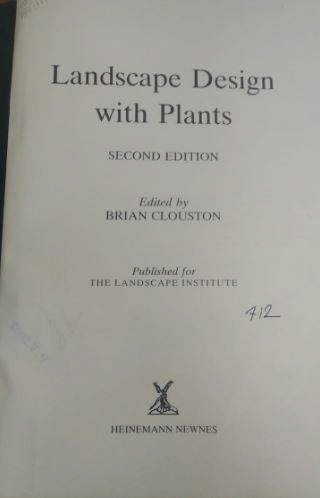 Landscape Design
with Plants
SECOND EDITION
Edited by
BRIAN CLOUSTON
Published for
THE LANDSCAPE INSTITUTE
412
HEINEMANN NEWNES